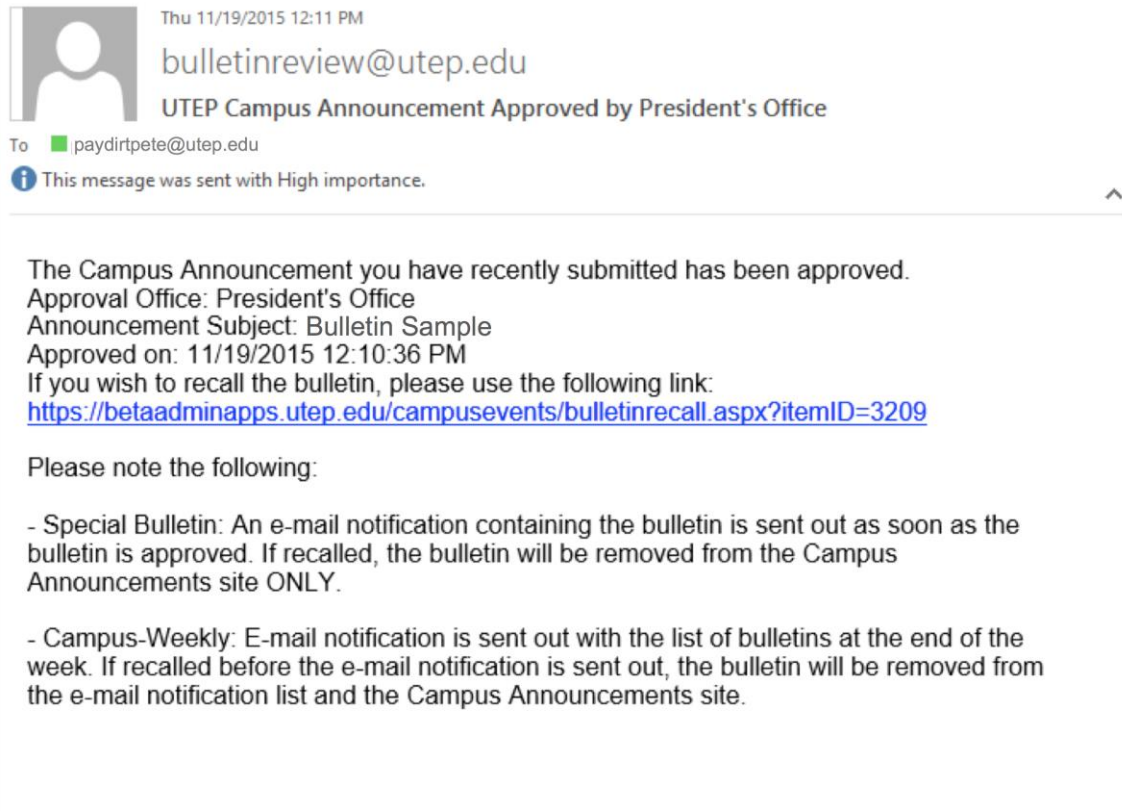 Thu 11/19/2015 12:11 PM
bulletinreview@utep.edu
UTEP Campus Announcement Approved by President's Office
To paydirtpete@utep.edu
This message was sent with High importance.
The Campus Announcement you have recently submitted has been approved.
Approval Office: President's Office
Announcement Subject: Bulletin Sample
Approved on: 11/19/2015 12:10:36 PM
If you wish to recall the bulletin, please use the following link:
https://betaadminapps.utep.edu/campusevents/bulletinrecall.aspx?itemID=3209
Please note the following:
- Special Bulletin: An e-mail notification containing the bulletin is sent out as soon as the
bulletin is approved. If recalled, the bulletin will be removed from the Campus
Announcements site ONLY.
- Campus-Weekly: E-mail notification is sent out with the list of bulletins at the end of the
week. If recalled before the e-mail notification is sent out, the bulletin will be removed from
the e-mail notification list and the Campus Announcements site.